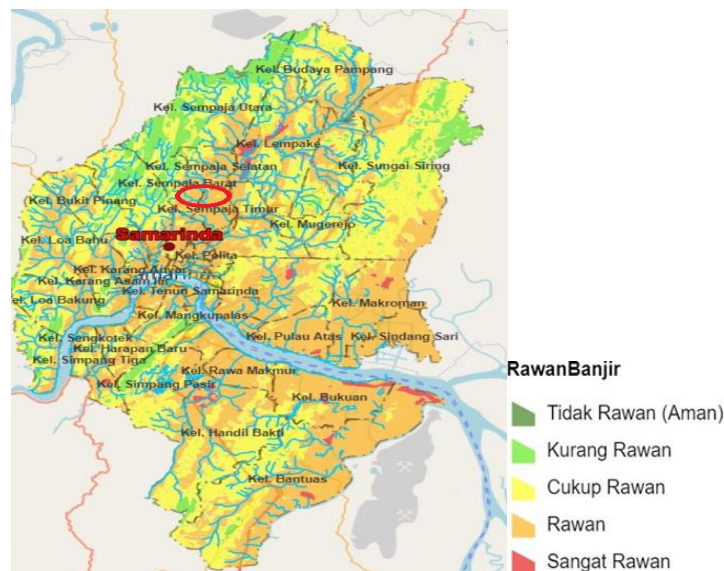 Kel. Budaya Pampang
Kel. Sempaja Utara
Kel. Lempake
Kel. Sempaja Selatan
Kel. Sungai Siring
Kel. Sempaja Barat
Kel. Bukit Pinang
Kel. Sempaja Timur
Kel. Mugerejo
Samarinda
Kel. Loa Bahu
Kel. Pelita
Kel. Karang Anyar
Kel. Karang Asam Ilir
Kel. Tenun Samarinda
el. Loa Bakung
Kel. Makroman
Kel. Mangkupalas
Kel. Sengkotek
Kel. Pulau Atas
Kel. Sindang Sari
Kel. Harapan Baru
Kel. Simpang Tiga
Kel. Rawa Makmur
Kel. Simpang Pasir
Kel. Bukuan
Kel. Handil Bakti
Kel. Bantuas
RawanBanjir
Tidak Rawan (Aman)
Kurang Rawan
Cukup Rawan
Rawan
Sangat Rawan